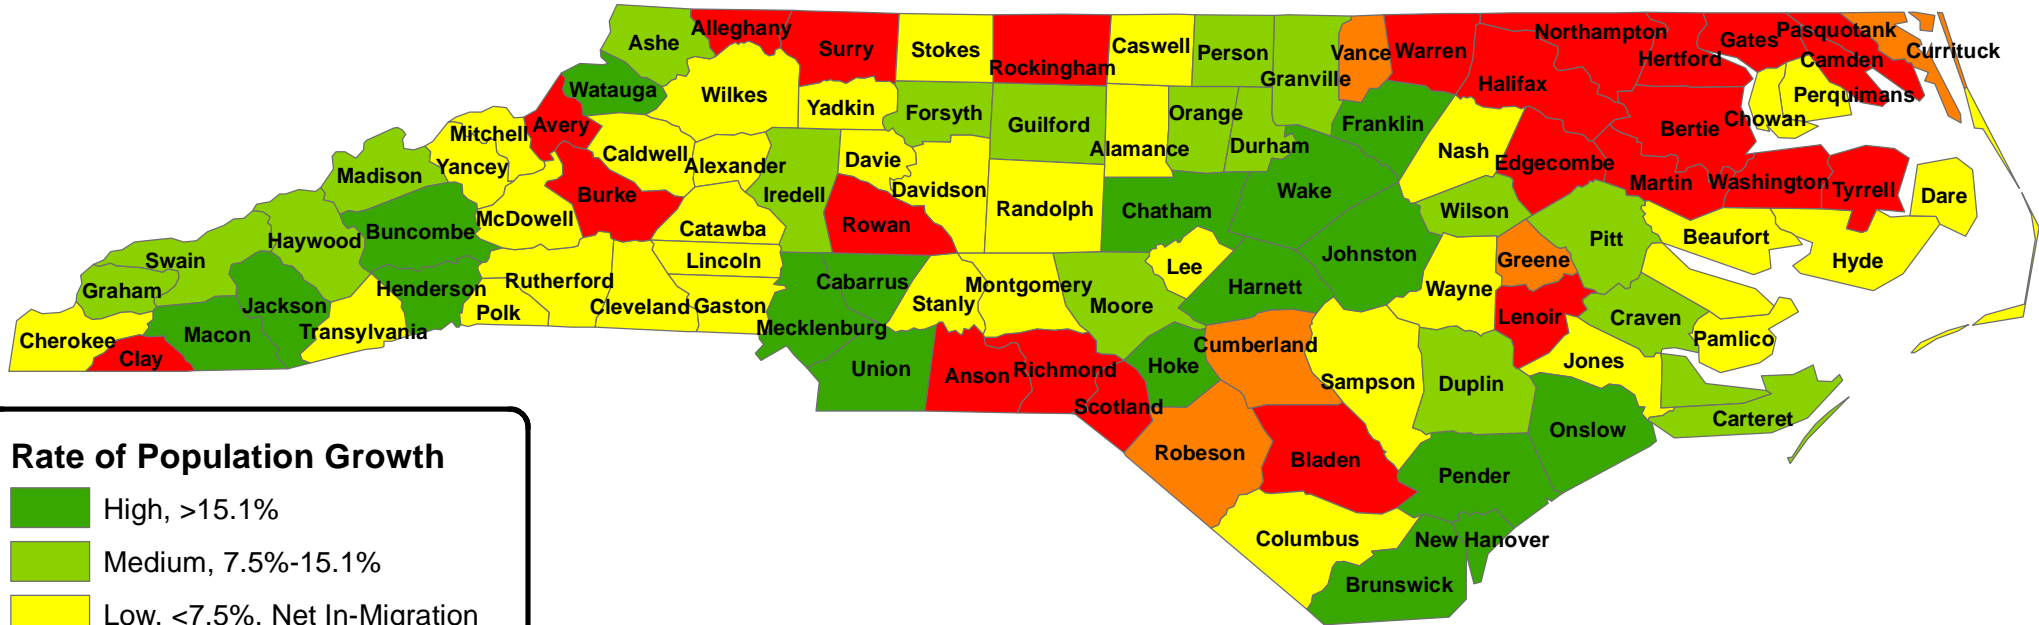 Alleghany
Ashe
Surry
Stokes
Rockingham
Caswell
Person
Granville
Vance
Warren
Northampton
Hertford
Gates
Pasquotank
Camden
Currituck
Watauga
Wilkes
Yadkin
Forsyth
Guilford
Alamance
Orange
Durham
Franklin
Halifax
Bertie
Chowan
Perquimans
Mitchell
Avery
Yancey
Caldwell
Alexander
Davie
Iredell
Davidson
Randolph
Chatham
Wake
Nash
Edgecombe
Martin
Washington
Tyrrell
Dare
Madison
Buncombe
McDowell
Burke
Catawba
Rowan
Wilson
Pitt
Beaufort
Hyde
Haywood
Swain
Graham
Jackson
Henderson
Rutherford
Polk
Cleveland
Lincoln
Gaston
Cabarrus
Stanly
Montgomery
Moore
Lee
Harnett
Johnston
Wayne
Greene
Lenoir
Craven
Pamlico
Cherokee
Clay
Macon
Transylvania
Mecklenburg
Union
Anson
Richmond
Scotland
Hoke
Cumberland
Sampson
Duplin
Jones
Onslow
Carteret
Robeson
Bladen
Pender
Columbus
New Hanover
Brunswick
Rate of Population Growth
High, >15.1%
Medium, 7.5%-15.1%
Low, <7.5%, Net In-Migration